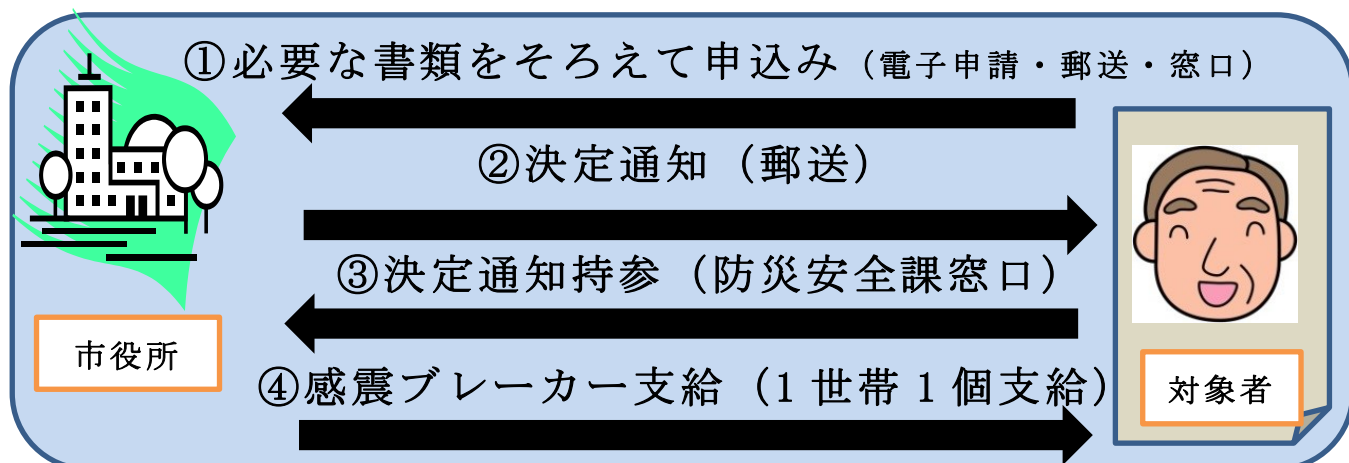 ①必要な書類をそろえて申込み（電子申請・郵送・窓口）
②決定通知（郵送）
③決定通知持参（防災安全課窓口）
市役所
④感震ブレーカー支給（1世帯1個支給）
対象者